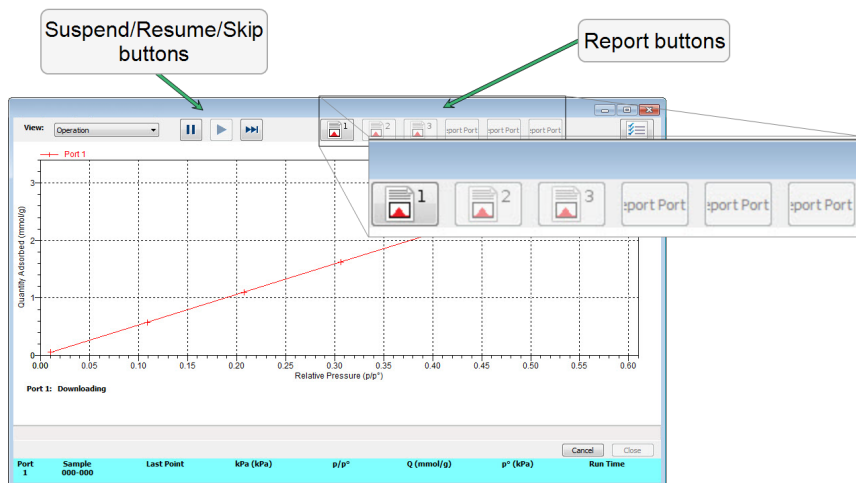 Suspend/Resume/Skip
buttons
Report buttons
View: Operation
1 2 3 eport Port eport Port eport Port
1 2 3 eport Port eport Port eport Port
Port 1
3
2
1
0
Quantity Adsorbed (mmol/g)
0.00 0.05 0.10 0.15 0.20 0.25 0.30 0.35 0.40 0.45 0.50 0.55 0.60
Relative Pressure (p/p°)
Port 1: Downloading
Cancel Close
Port Sample Last Point kPa (kPa) p/p° Q (mmol/g) p° (kPa) Run Time
1 000-000